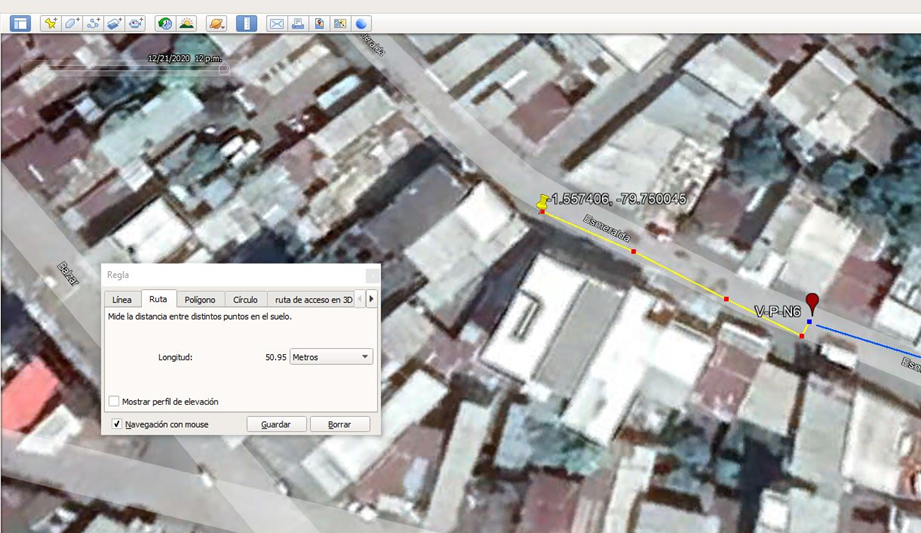 12/21/2020 12 p.m.
-1.557406, -79.750045
Esmeralda
V-P-N6
Balzar
Regla
Línea Ruta Polígono Círculo ruta de acceso en 3D
Mide la distancia entre distintos puntos en el suelo.
Longitud: 50.95 Metros
Mostrar perfil de elevación
Navegación con mouse Guardar Borrar